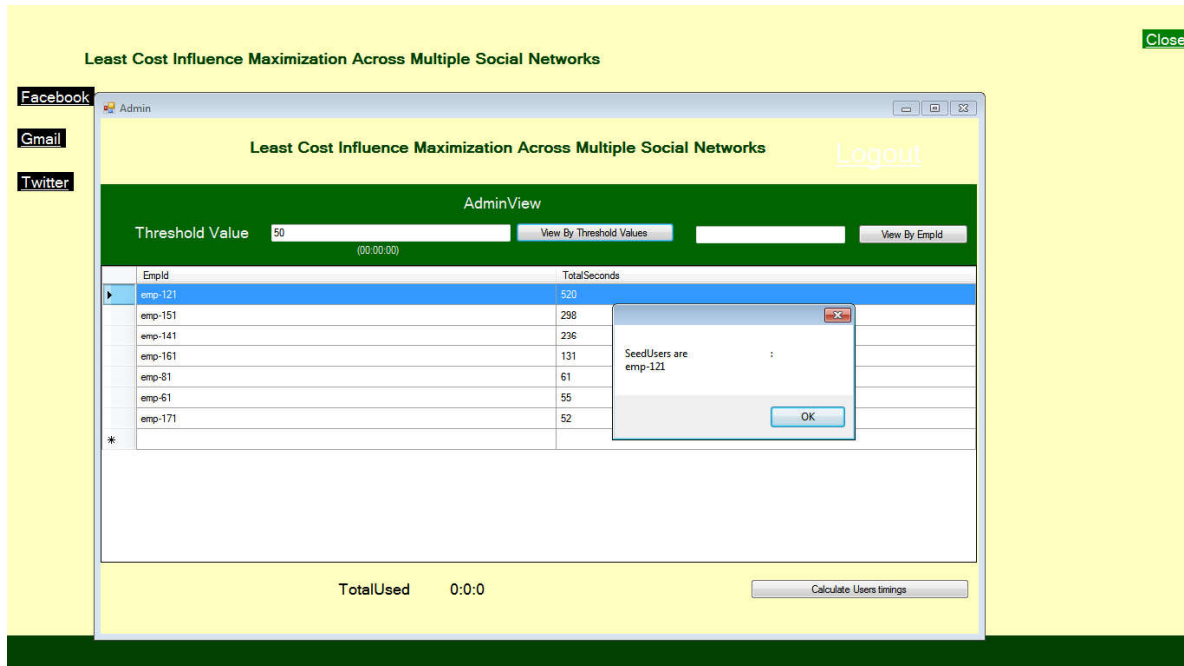 Close
Least Cost Influence Maximization Across Multiple Social Networks
Facebook
Gmail
Twitter
Admin
Least Cost Influence Maximization Across Multiple Social Networks
Logout
AdminView
Threshold Value 50 View By Threshold Values View By EmpId
(00:00:00)
EmpId TotalSeconds
emp-121 520
emp-151 298
emp-141 236
emp-161 131
emp-81 61
emp-61 55
emp-171 52
SeedUsers are :
emp-121
OK
TotalUsed 0:0:0 Calculate Users timings